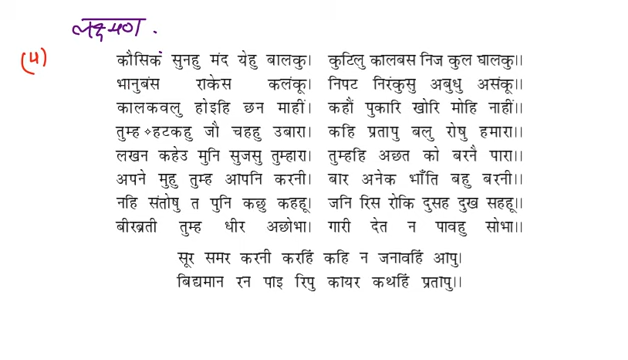 लक्ष्मण.
(५)
कौसिक सुनहु मंद येहु बालकु। कुटिलु कालबस निज कुल घालकु॥
भानुबंस राकेस कलंकू। निपट निरंकुसु अबुधु असंकू॥
कालकवलु होइहि छन माहीं। कहौं पुकारि खोरि मोहि नाहीं॥
तुम्ह हटकहु जौ चहहु उबारा। कहि प्रतापु बलु रोषु हमारा॥
लखन कहेउ मुनि सुजसु तुम्हारा। तुम्हहि अछत को बरनै पारा॥
अपने मुहु तुम्ह आपनि करनी। बार अनेक भाँति बहु बरनी॥
नहि संतोषु त पुनि कछु कहहू। जनि रिस रोकि दुसह दुख सहहू॥
बीरब्रती तुम्ह धीर अछोभा। गारी देत न पावहु सोभा॥
सूर समर करनी करहिं कहि न जनावहिं आपु।
बिद्यमान रन पाइ रिपु कायर कथहिं प्रतापु॥